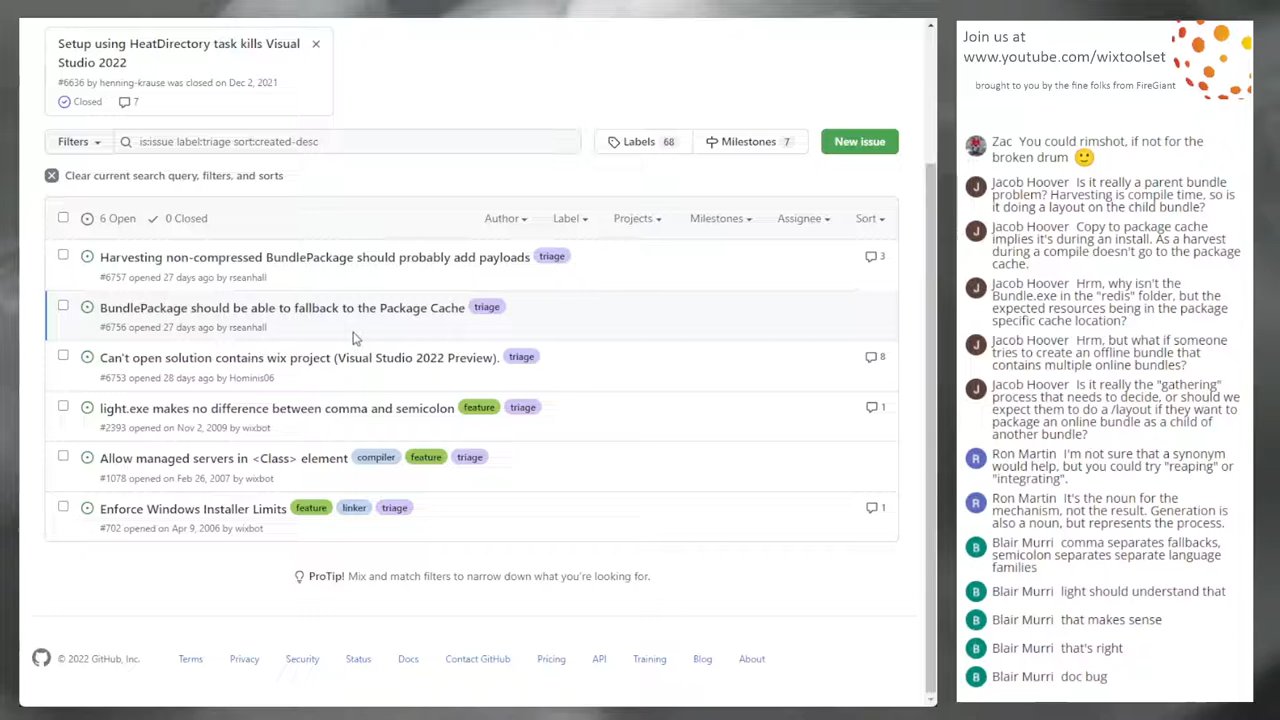 Setup using HeatDirectory task kills Visual
Studio 2022
#6636 by henning-krause was closed on Dec 2, 2021
Closed 7
Filters
is:issue label:triage sort:created-desc
Labels 68
Milestones 7
New issue
Clear current search query, filters, and sorts
6 Open 0 Closed
Author Label Projects Milestones Assignee Sort
Harvesting non-compressed BundlePackage should probably add payloads triage 3
#6757 opened 27 days ago by rseanhall
BundlePackage should be able to fallback to the Package Cache triage
#6756 opened 27 days ago by rseanhall
Can't open solution contains wix project (Visual Studio 2022 Preview). triage 8
#6753 opened 28 days ago by Hominis06
light.exe makes no difference between comma and semicolon feature triage 1
#2393 opened on Nov 2, 2009 by wixbot
Allow managed servers in <Class> element compiler feature triage
#1078 opened on Feb 26, 2007 by wixbot
Enforce Windows Installer Limits feature linker triage 1
#702 opened on Apr 9, 2006 by wixbot
ProTip! Mix and match filters to narrow down what you're looking for.
© 2022 GitHub, Inc. Terms Privacy Security Status Docs Contact GitHub Pricing API Training Blog About
Join us at
www.youtube.com/wixtoolset
brought to you by the fine folks from FireGiant
Zac You could rimshot, if not for the
broken drum 🙂
J
Jacob Hoover Is it really a parent bundle
problem? Harvesting is compile time, so is
it doing a layout on the child bundle?
J
Jacob Hoover Copy to package cache
implies it's during an install. As a harvest
during a compile doesn't go to the package
cache.
J
Jacob Hoover Hrm, why isn't the
Bundle.exe in the "redis" folder, but the
expected resources being in the package
specific cache location?
J
Jacob Hoover Hrm, but what if someone
tries to create an offline bundle that
contains multiple online bundles?
J
Jacob Hoover Is it really the "gathering"
process that needs to decide, or should we
expect them to do a /layout if they want to
package an online bundle as a child of
another bundle?
R
Ron Martin I'm not sure that a synonym
would help, but you could try "reaping" or
"integrating".
R
Ron Martin It's the noun for the
mechanism, not the result. Generation is
also a noun, but represents the process.
B
Blair Murri comma separates fallbacks,
semicolon separates separate language
families
B
Blair Murri light should understand that
B
Blair Murri that makes sense
B
Blair Murri that's right
B
Blair Murri doc bug